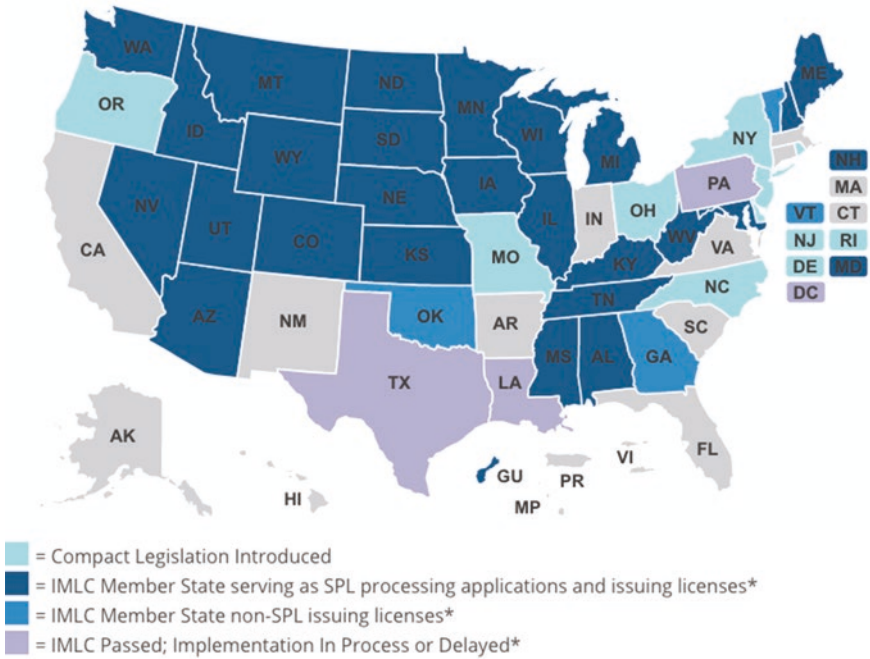 WA
MT
ND
MN
ME
OR
ID
SD
WI
NY
WY
MI
NH
IA
PA
MA
NE
NV
UT
CO
IL
IN
OH
VT
CT
WV
NJ
RI
CA
KS
MO
KY
VA
DE
MD
NC
DC
TN
AZ
NM
OK
AR
SC
MS
AL
GA
TX
LA
AK
FL
VI
GU
PR
HI
MP
= Compact Legislation Introduced
= IMLC Member State serving as SPL processing applications and issuing licenses*
= IMLC Member State non-SPL issuing licenses*
= IMLC Passed; Implementation In Process or Delayed*